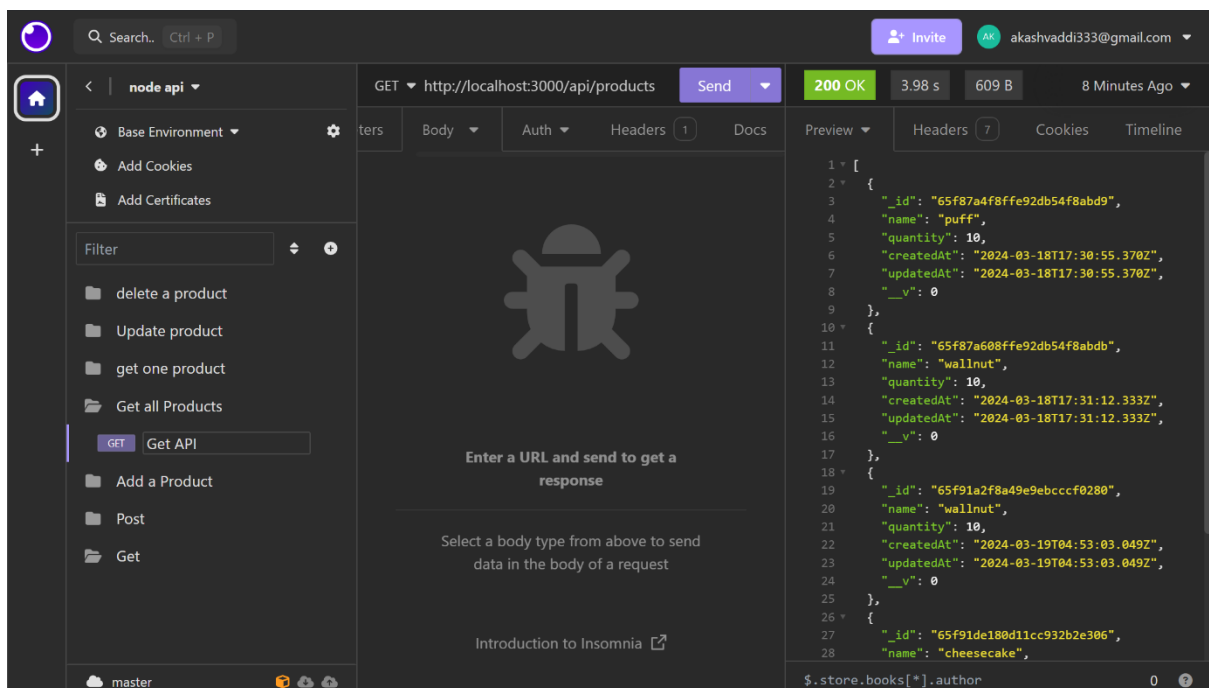 Search.. Ctrl + P
Invite
AK
akashvaddi333@gmail.com
node api
Base Environment
Add Cookies
Add Certificates
Filter
delete a product
Update product
get one product
Get all Products
GET Get API
Add a Product
Post
Get
master
GET http://localhost:3000/api/products Send
ters Body Auth Headers 1 Docs
Enter a URL and send to get a
response
Select a body type from above to send
data in the body of a request
Introduction to Insomnia
200 OK 3.98 s 609 B 8 Minutes Ago
Preview Headers 7 Cookies Timeline
1 [
2 {
3 "_id": "65f87a4f8ffe92db54f8abd9",
4 "name": "puff",
5 "quantity": 10,
6 "createdAt": "2024-03-18T17:30:55.370Z",
7 "updatedAt": "2024-03-18T17:30:55.370Z",
8 "__v": 0
9 },
10 {
11 "_id": "65f87a608ffe92db54f8abdb",
12 "name": "wallnut",
13 "quantity": 10,
14 "createdAt": "2024-03-18T17:31:12.333Z",
15 "updatedAt": "2024-03-18T17:31:12.333Z",
16 "__v": 0
17 },
18 {
19 "_id": "65f91a2f8a49e9ebcccf0280",
20 "name": "wallnut",
21 "quantity": 10,
22 "createdAt": "2024-03-19T04:53:03.049Z",
23 "updatedAt": "2024-03-19T04:53:03.049Z",
24 "__v": 0
25 },
26 {
27 "_id": "65f91de180d11cc932b2e306",
28 "name": "cheesecake",
$.store.books[*].author 0